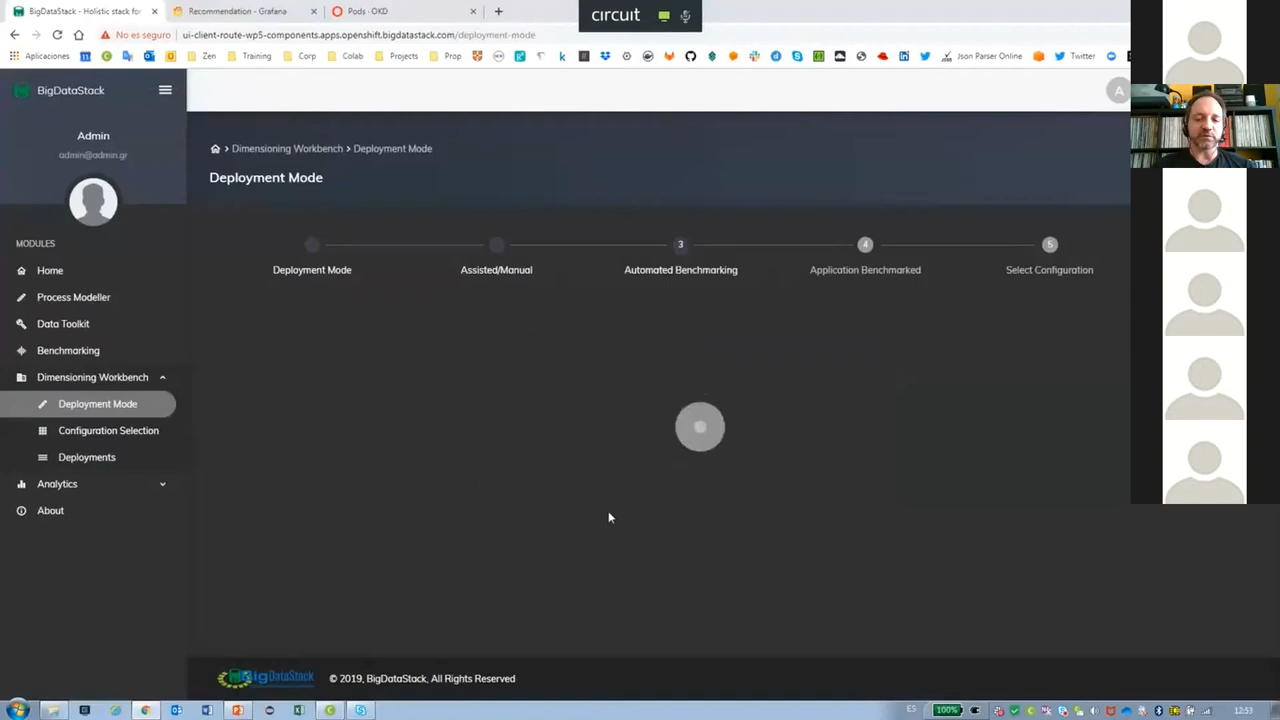 BigDataStack - Holistic stack for
Recommendation - Grafana
Pods · OKD
circuit
No es seguro
ui-client-route-wp5-components.apps.openshift.bigdatastack.com/deployment-mode
Aplicaciones
Zen
Training
Corp
Colab
Projects
Prop
Json Parser Online
Twitter
BigDataStack
A
Admin
admin@admin.gr
Dimensioning Workbench > Deployment Mode
Deployment Mode
MODULES
Home
Process Modeller
Data Toolkit
Benchmarking
Dimensioning Workbench
Deployment Mode
Configuration Selection
Deployments
Analytics
About
3
4
5
Deployment Mode
Assisted/Manual
Automated Benchmarking
Application Benchmarked
Select Configuration
BigDataStack
© 2019, BigDataStack, All Rights Reserved
ES
100%
12:53